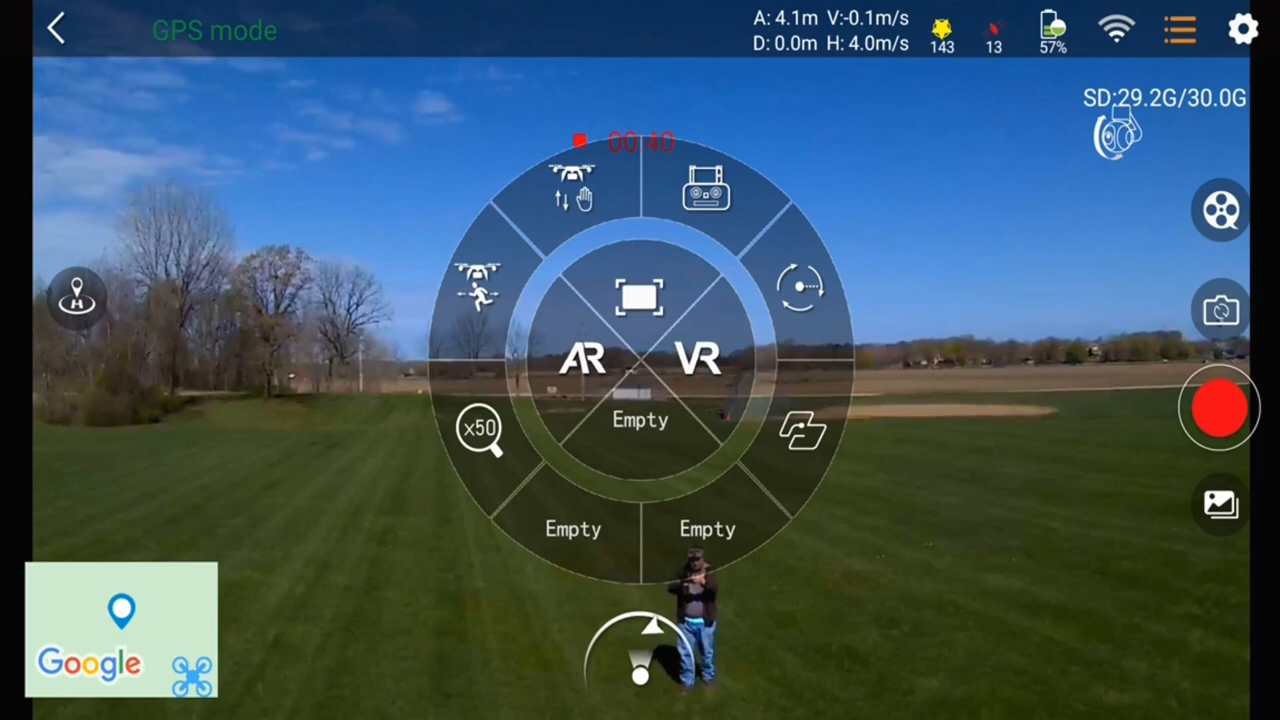 GPS mode
A: 4.1m V:-0.1m/s
D: 0.0m H: 4.0m/s
143
13
57%
SD:29.2G/30.0G
00:40
H
AR
VR
x50
Empty
Empty
Empty
Google